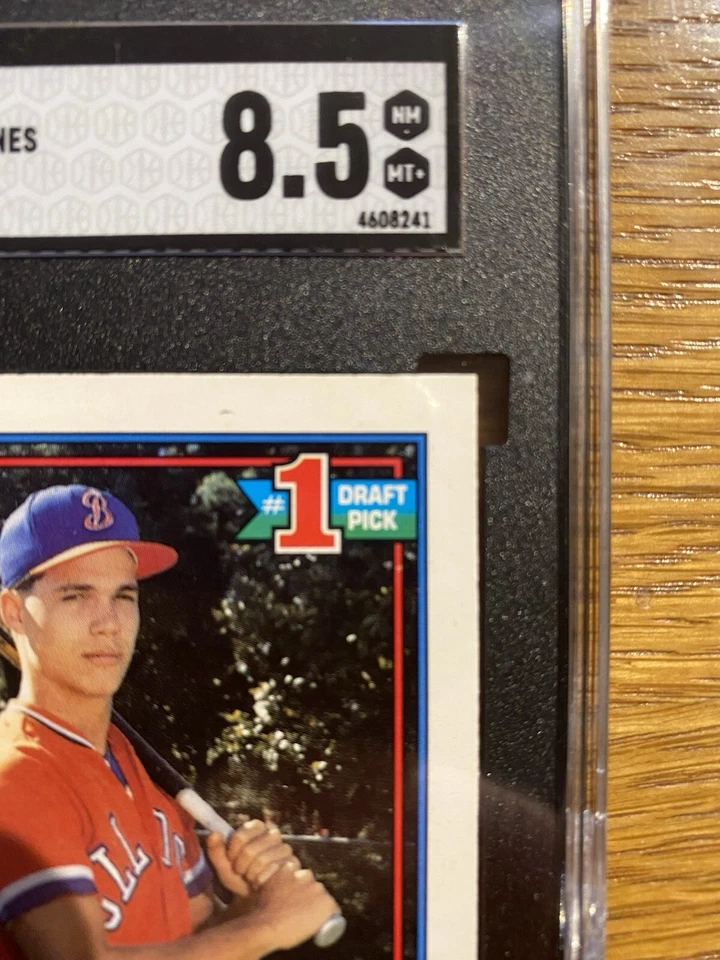 NES
8.5
NM
MT+
4608241
#1 DRAFT
PICK
B